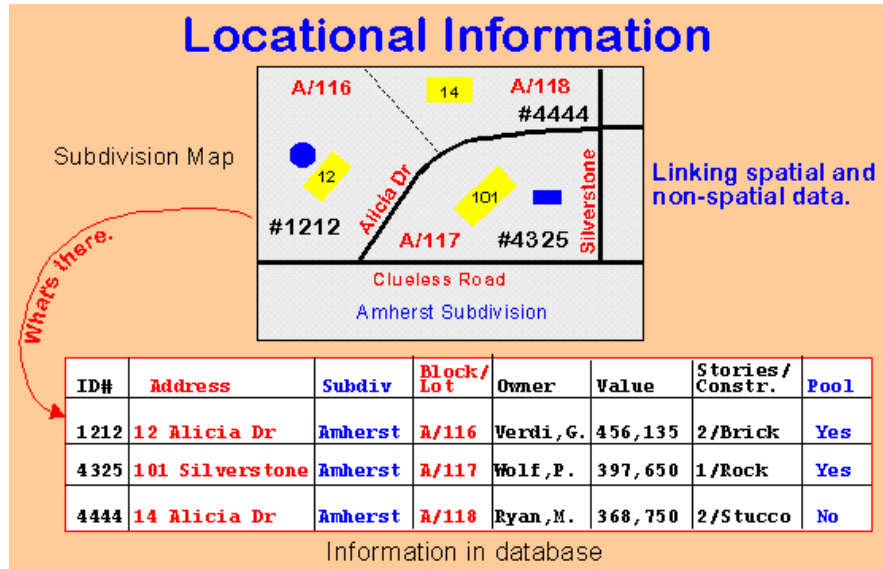 Locational Information
Subdivision Map
A/116
14
A/118
#4444
12
Alicia Dr
101
Silverstone
#1212
A/117
#4325
Clueless Road
Amherst Subdivision
Linking spatial and
non-spatial data.
What's there.
ID# Address Subdiv Block/Lot Owner Value Stories/Constr. Pool
1212 12 Alicia Dr Amherst A/116 Verdi,G. 456,135 2/Brick Yes
4325 101 Silverstone Amherst A/117 Wolf,P. 397,650 1/Rock Yes
4444 14 Alicia Dr Amherst A/118 Ryan,M. 368,750 2/Stucco No
Information in database